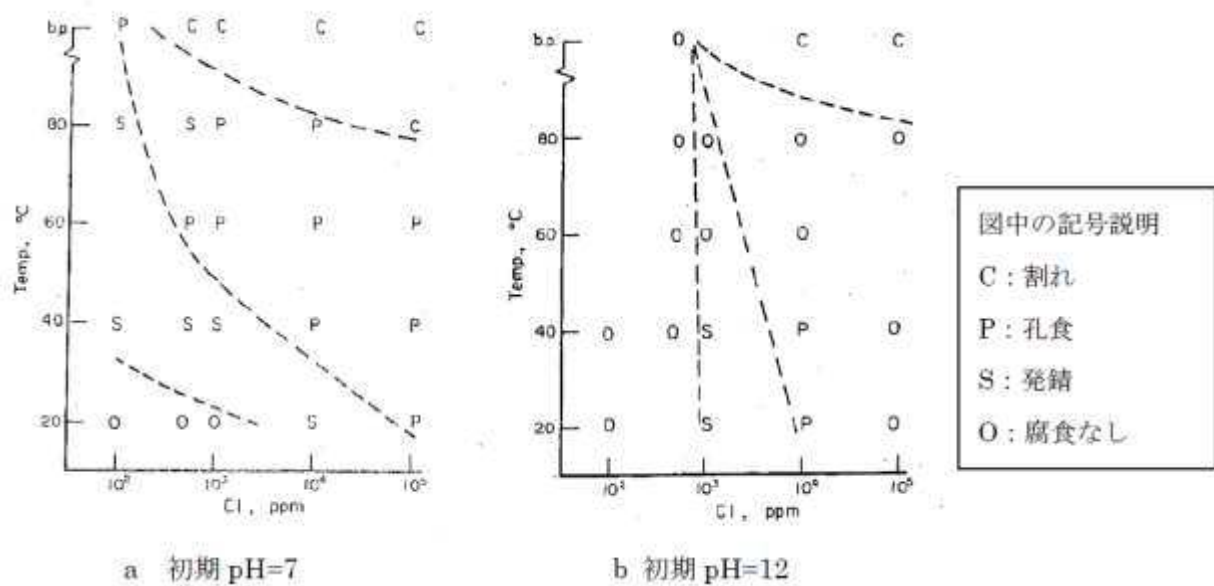 b.p. P C C C C
80 S S P P C
60 P P P P
40 S S S P P
20 O O O S P
10² 10³ 10⁴ 10⁵
Cl, ppm
Temp., °C
a 初期 pH=7
b.p. O C C
80 O O O O
60 O O O
40 O O S P O
20 O S P O
10² 10³ 10⁴ 10⁵
Cl, ppm
Temp., °C
b 初期 pH=12
図中の記号説明
C：割れ
P：孔食
S：発錆
O：腐食なし